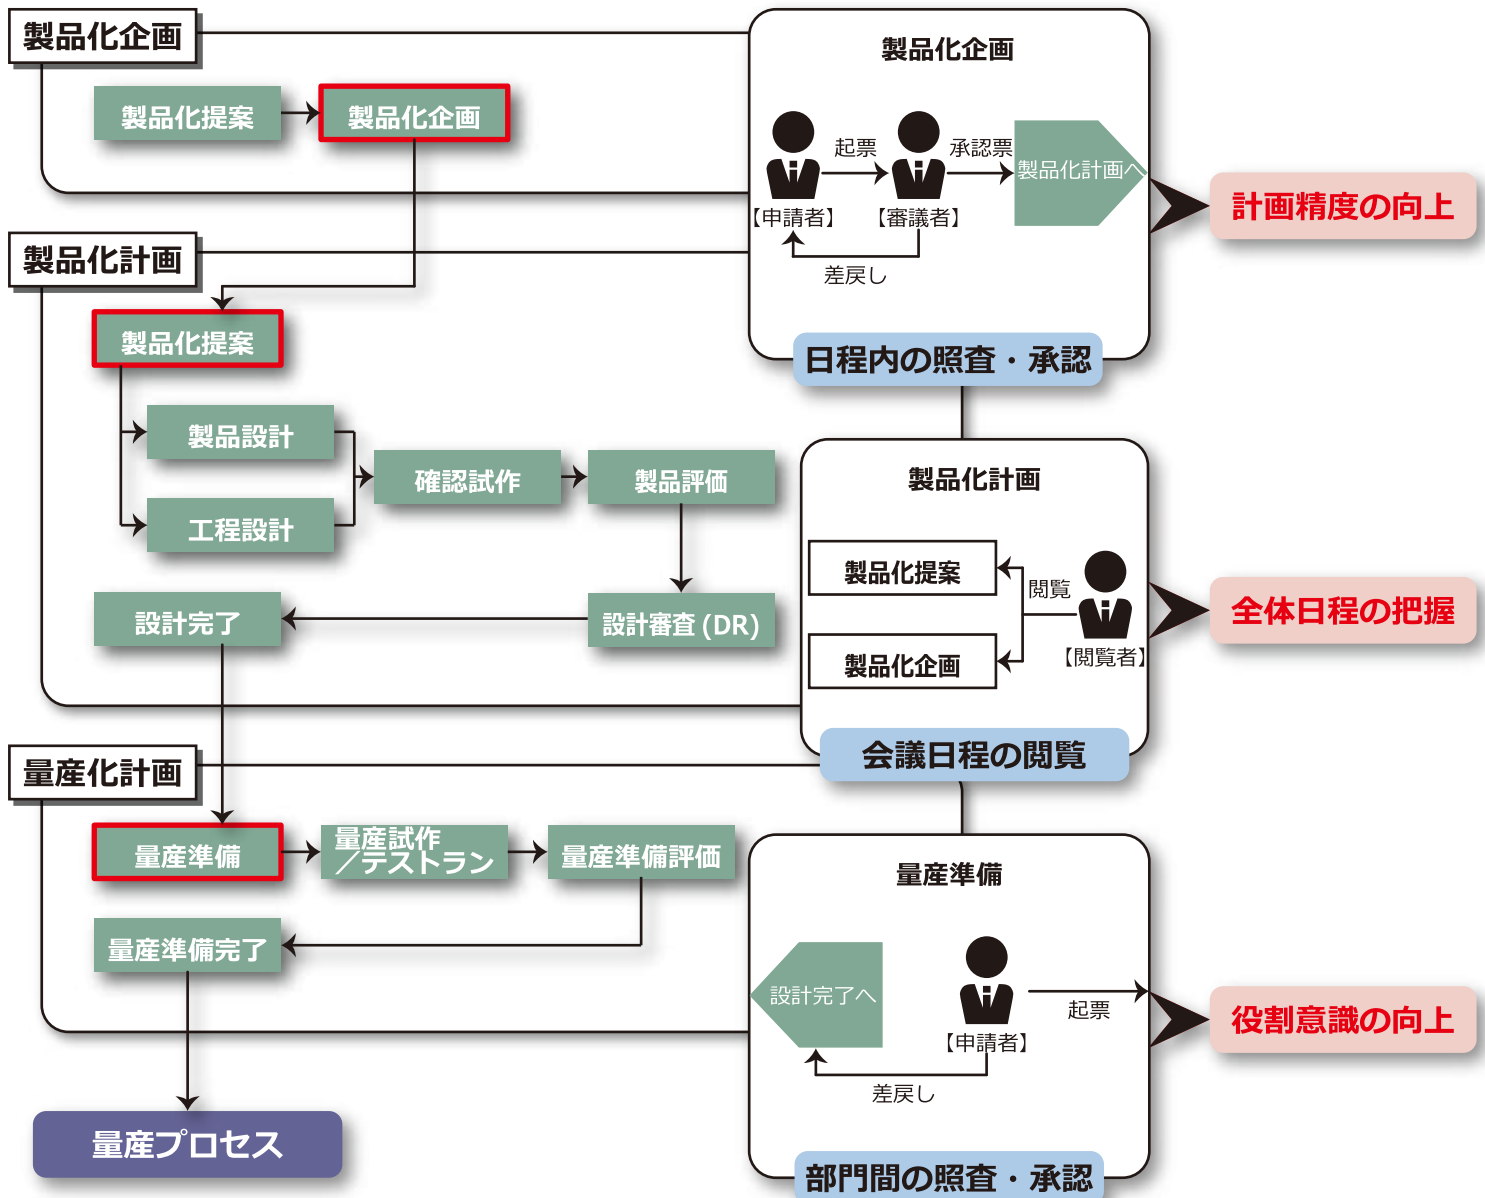 製品化企画
製品化提案
製品化企画
製品化企画
起票
承認票
製品化計画へ
【申請者】
【審議者】
差戻し
日程内の照査・承認
計画精度の向上
製品化計画
製品化提案
製品設計
工程設計
確認試作
製品評価
設計審査(DR)
設計完了
製品化計画
製品化提案
製品化企画
閲覧
【閲覧者】
会議日程の閲覧
全体日程の把握
量産化計画
量産準備
量産試作
／テストラン
量産準備評価
量産準備完了
量産プロセス
量産準備
設計完了へ
【申請者】
起票
差戻し
部門間の照査・承認
役割意識の向上